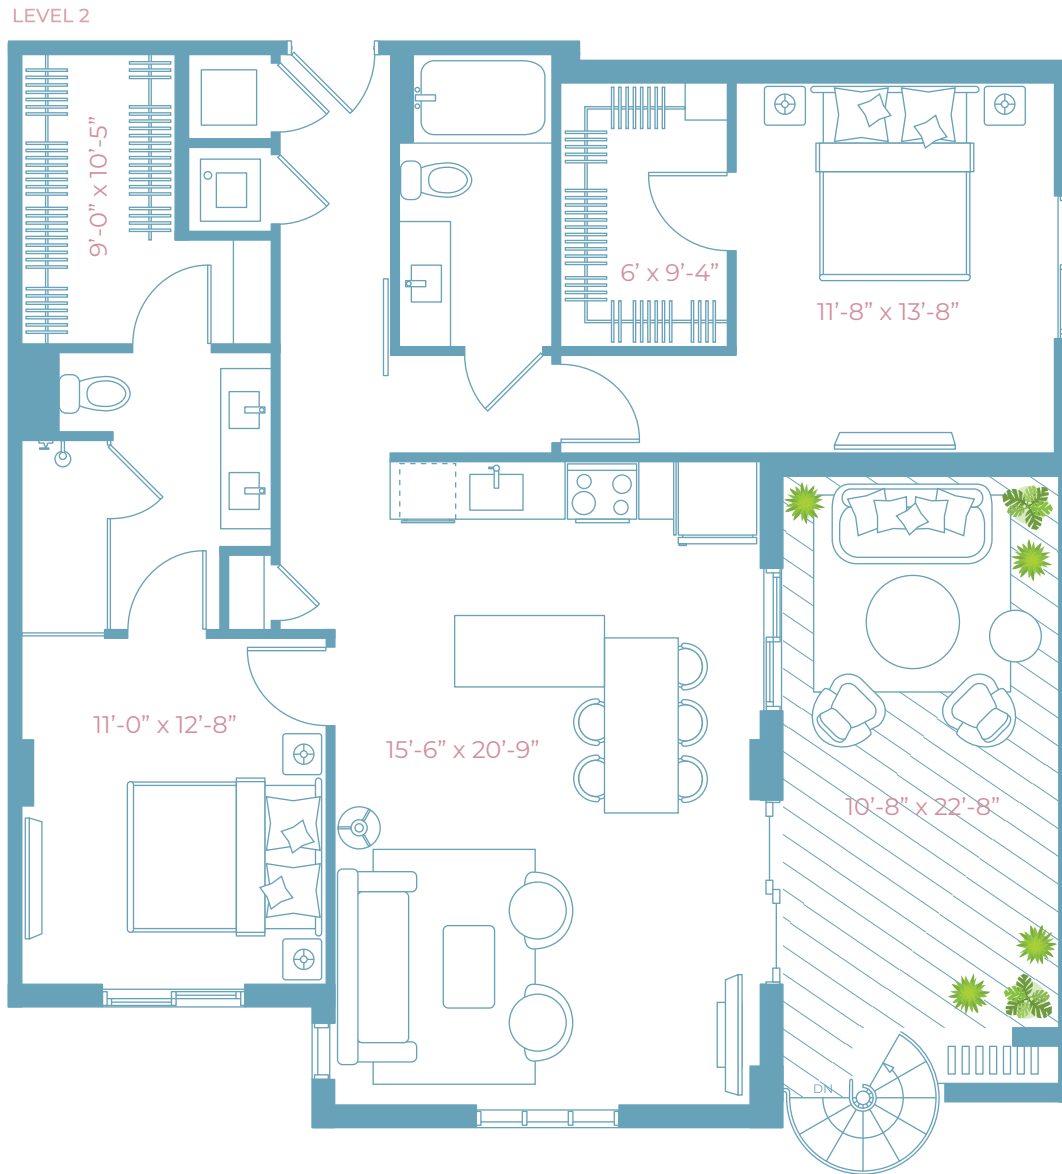 LEVEL 2
9’-0” x 10’-5”
6’ x 9’-4”
11’-8” x 13’-8”
11’-0” x 12’-8”
15’-6” x 20’-9”
10’-8” x 22’-8”
DN